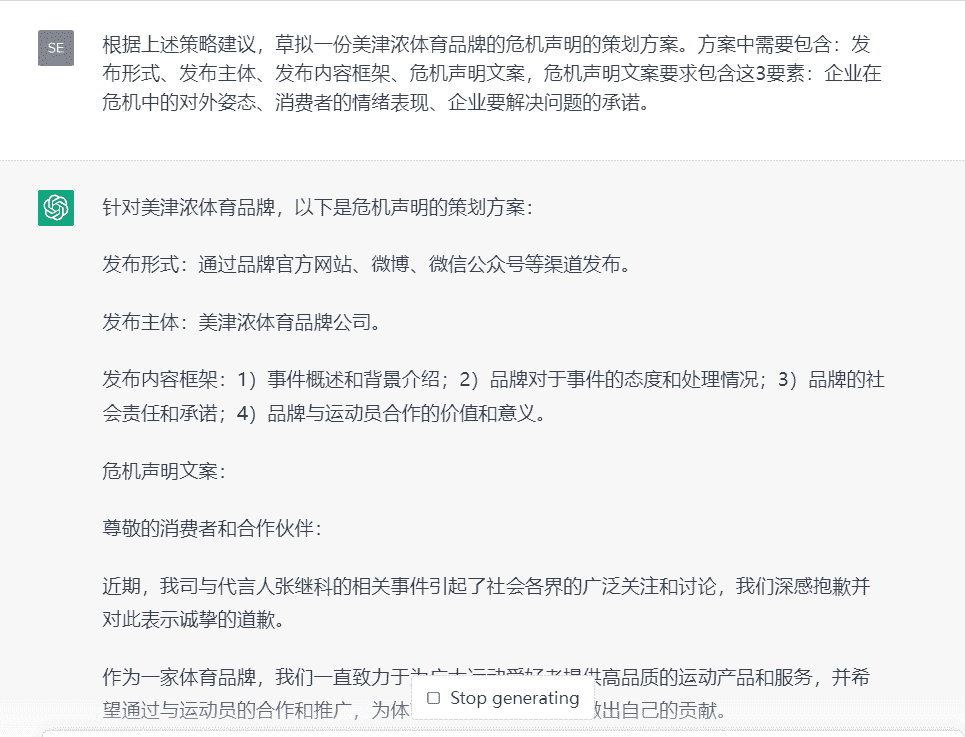 SE
根据上述策略建议，草拟一份美津浓体育品牌的危机声明的策划方案。方案中需要包含：发
布形式、发布主体、发布内容框架、危机声明文案，危机声明文案要求包含这3要素：企业在
危机中的对外姿态、消费者的情绪表现、企业要解决问题的承诺。
针对美津浓体育品牌，以下是危机声明的策划方案：
发布形式：通过品牌官方网站、微博、微信公众号等渠道发布。
发布主体：美津浓体育品牌公司。
发布内容框架：1）事件概述和背景介绍；2）品牌对于事件的态度和处理情况；3）品牌的社
会责任和承诺；4）品牌与运动员合作的价值和意义。
危机声明文案：
尊敬的消费者和合作伙伴：
近期，我司与代言人张继科的相关事件引起了社会各界的广泛关注和讨论，我们深感抱歉并
对此表示诚挚的道歉。
作为一家体育品牌，我们一直致力于为广大运动爱好者提供高品质的运动产品和服务，并希
望通过与运动员的合作和推广，为体 出自己的贡献。
Stop generating